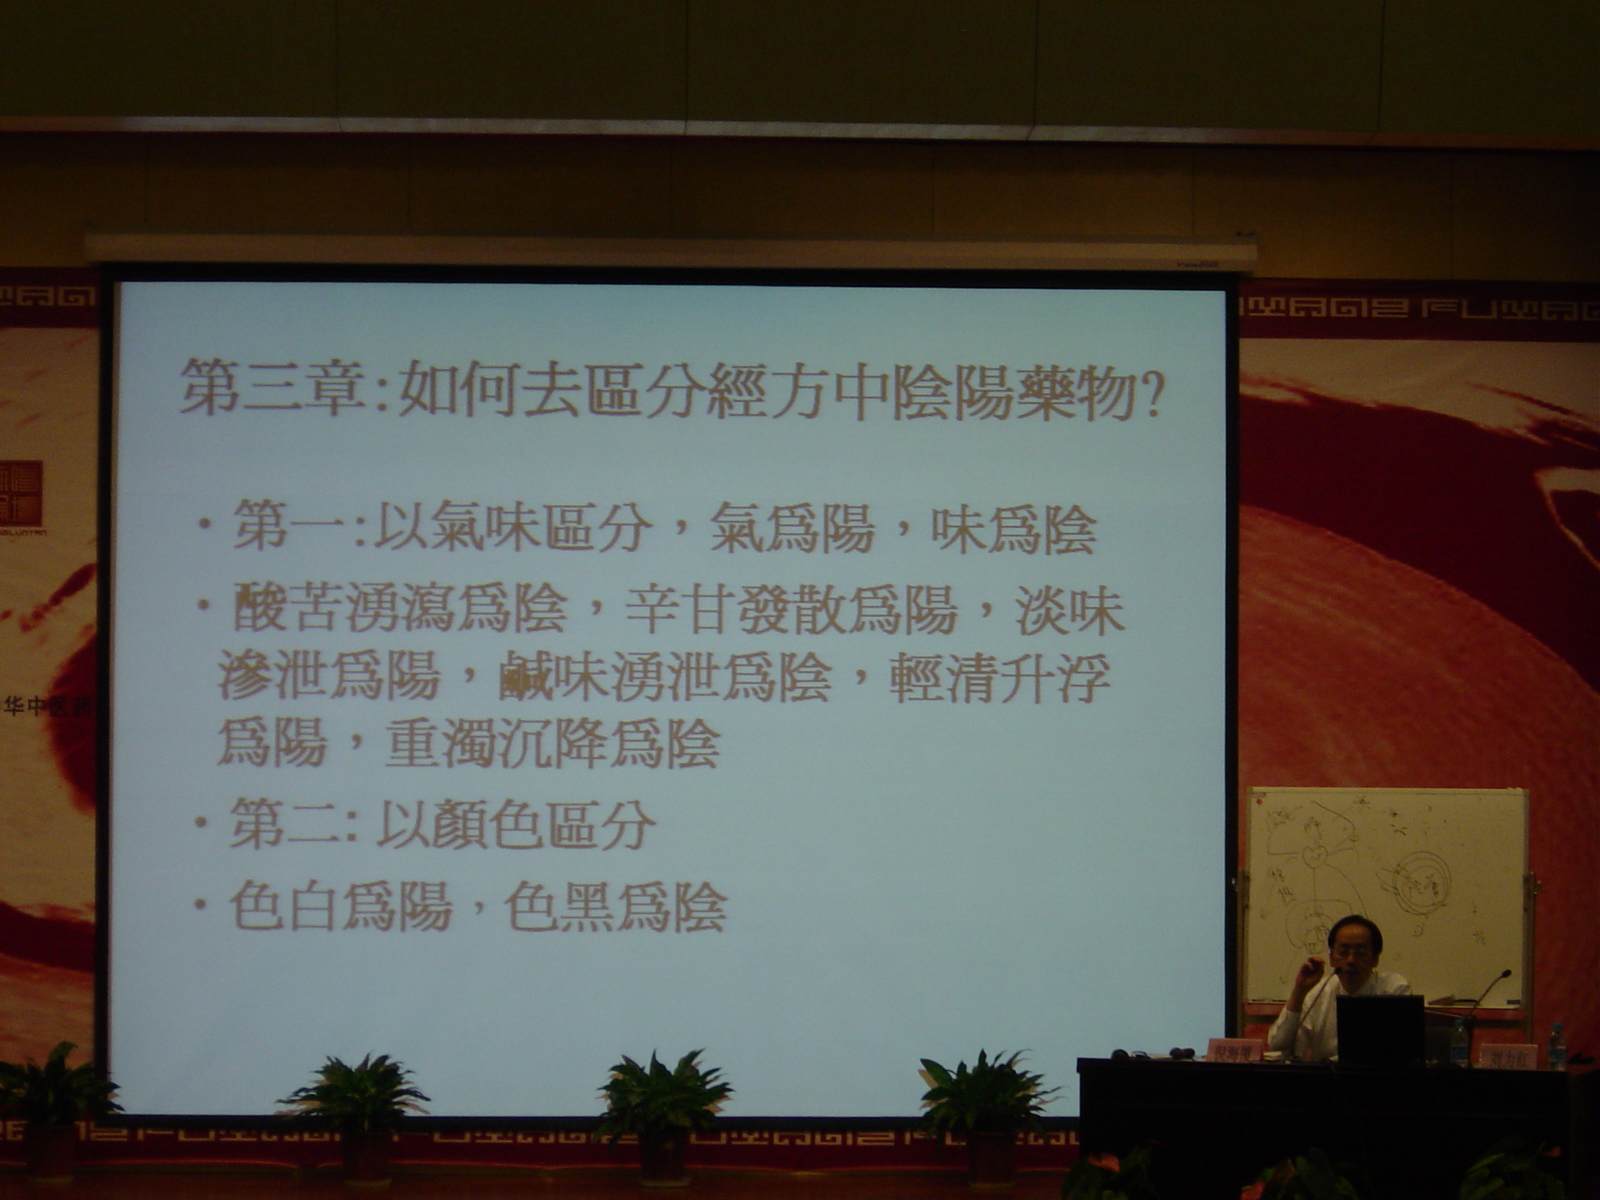 第三章:如何去區分經方中陰陽藥物?
・第一:以氣味區分，氣爲陽，味爲陰
・酸苦湧瀉爲陰，辛甘發散爲陽，淡味
滲泄爲陽，鹹味湧泄爲陰，輕清升浮
爲陽，重濁沉降爲陰
・第二: 以顏色區分
・色白爲陽，色黑爲陰
华中医药
倪海厦
刘力红